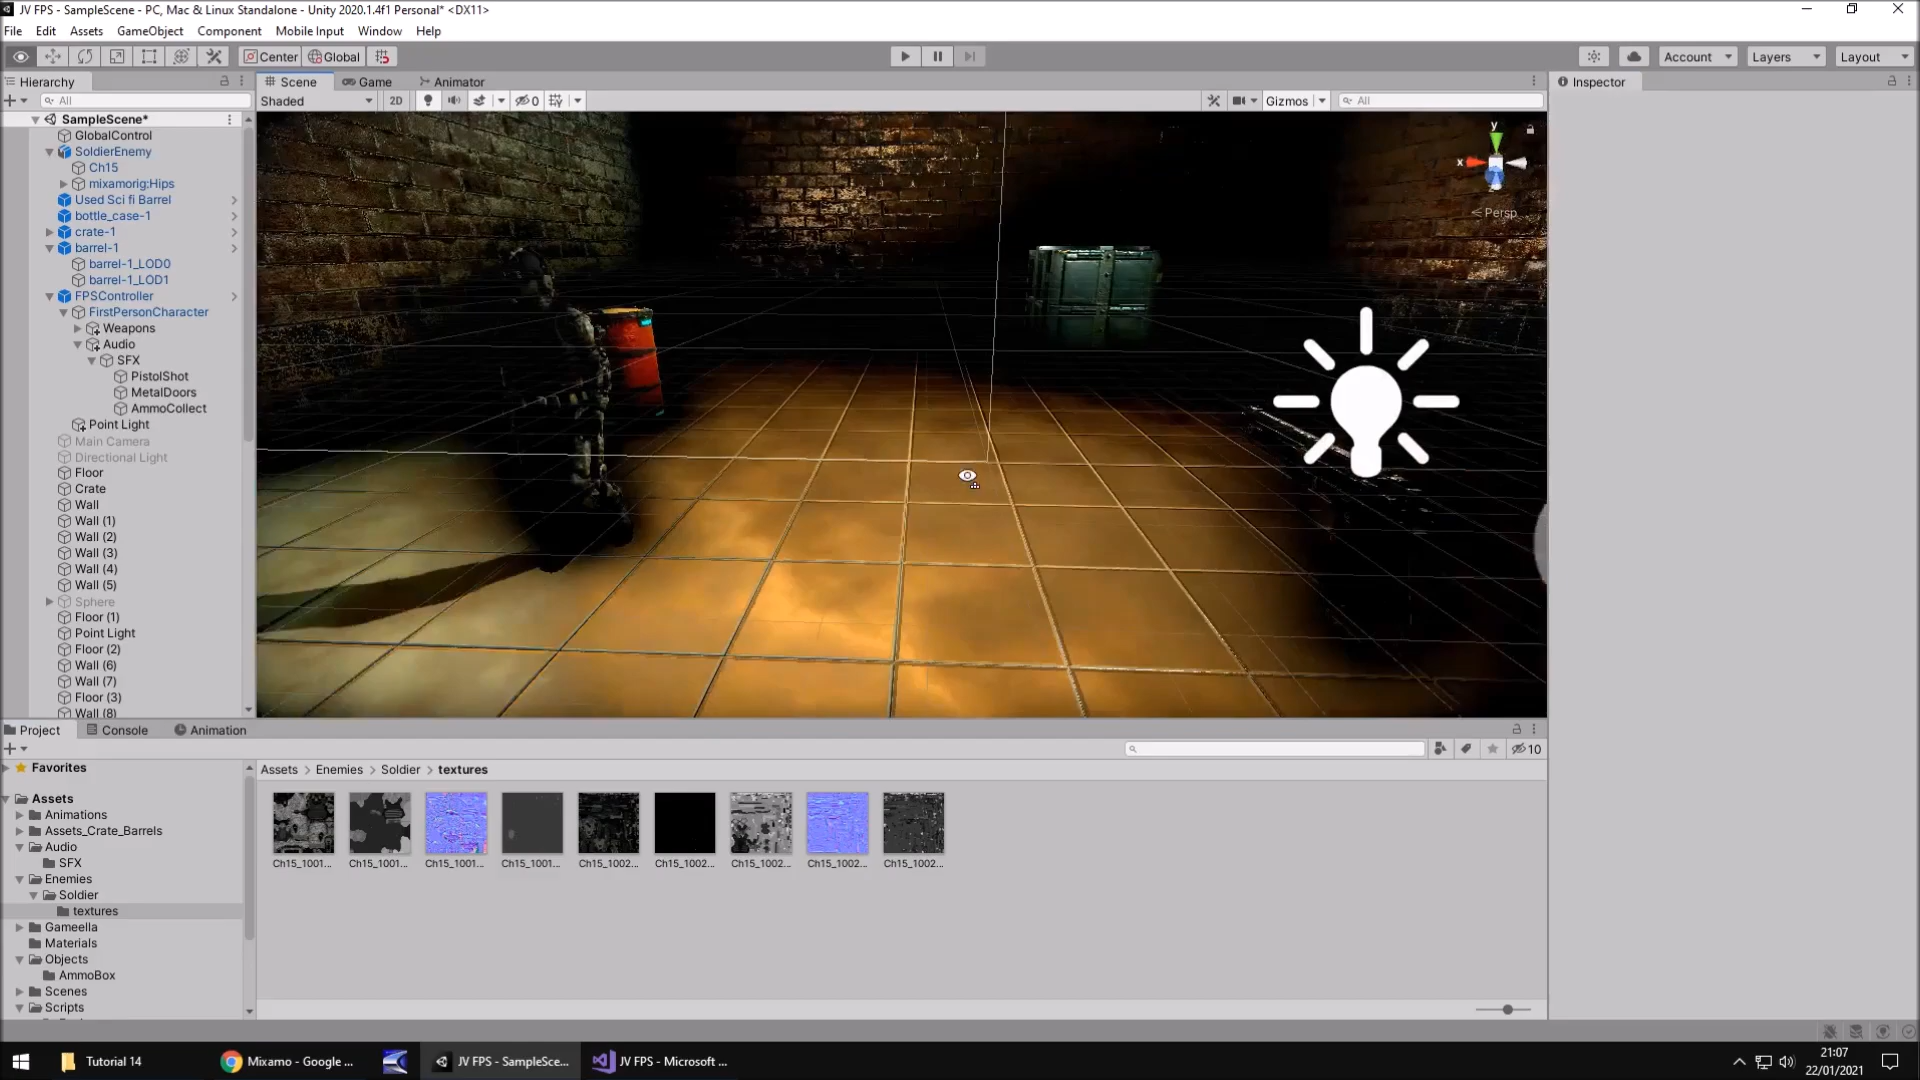 JV FPS - SampleScene - PC, Mac & Linux Standalone - Unity 2020.1.4f1 Personal* <DX11>
File Edit Assets GameObject Component Mobile Input Window Help
Center Global Account Layers Layout
Hierarchy
Scene Game Animator
Inspector
All
Shaded 2D 0 Gizmos All
SampleScene*
GlobalControl
SoldierEnemy
Ch15
mixamorig:Hips
Used Sci fi Barrel
bottle_case-1
crate-1
barrel-1
barrel-1_LOD0
barrel-1_LOD1
FPSController
FirstPersonCharacter
Weapons
Audio
SFX
PistolShot
MetalDoors
AmmoCollect
Point Light
Main Camera
Directional Light
Floor
Crate
Wall
Wall (1)
Wall (2)
Wall (3)
Wall (4)
Wall (5)
Sphere
Floor (1)
Point Light
Floor (2)
Wall (6)
Wall (7)
Floor (3)
Wall (8)
y
x
z
Persp
Project Console Animation
10
Favorites
Assets
Animations
Assets_Crate_Barrels
Audio
SFX
Enemies
Soldier
textures
Gameella
Materials
Objects
AmmoBox
Scenes
Scripts
Assets > Enemies > Soldier > textures
Ch15_1001... Ch15_1001... Ch15_1001... Ch15_1001... Ch15_1002... Ch15_1002... Ch15_1002... Ch15_1002... Ch15_1002...
Tutorial 14
Mixamo - Google ...
JV FPS - SampleSce...
JV FPS - Microsoft ...
21:07
22/01/2021